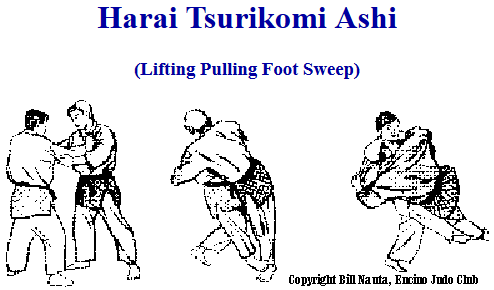 Harai Tsurikomi Ashi
(Lifting Pulling Foot Sweep)
Copyright Bill Nauta, Encino Judo Club